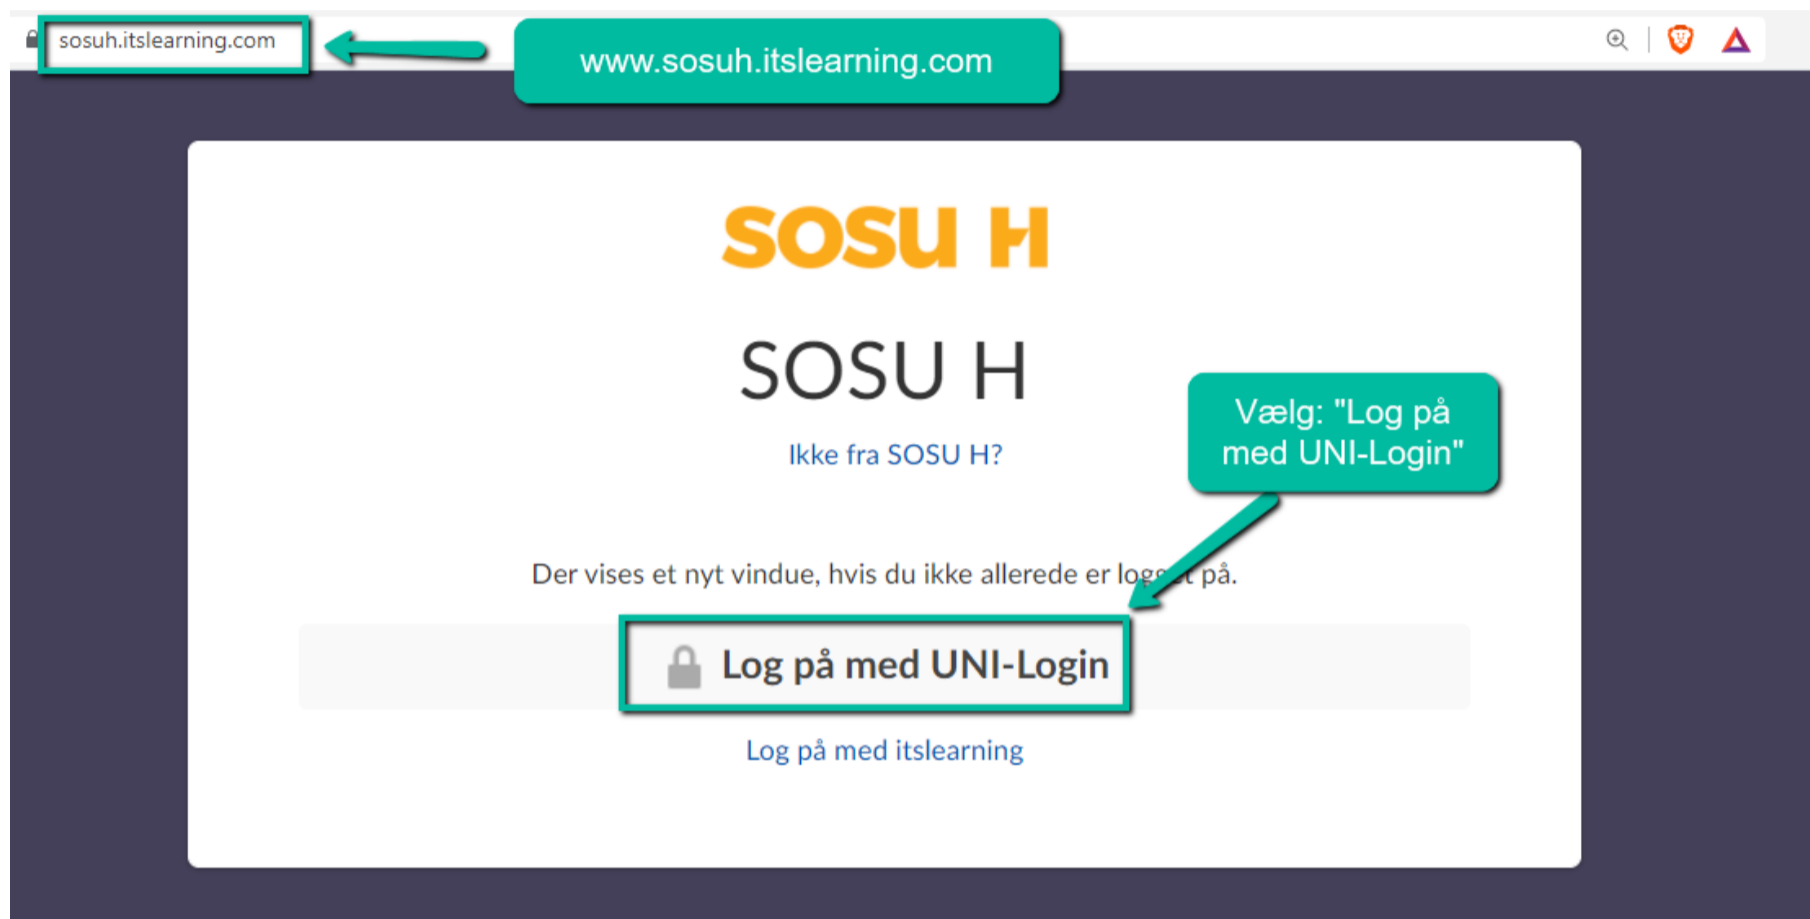 sosuh.itslearning.com
www.sosuh.itslearning.com
SOSU H
SOSU H
Ikke fra SOSU H?
Vælg: "Log på
med UNI-Login"
Der vises et nyt vindue, hvis du ikke allerede er logget på.
Log på med UNI-Login
Log på med itslearning